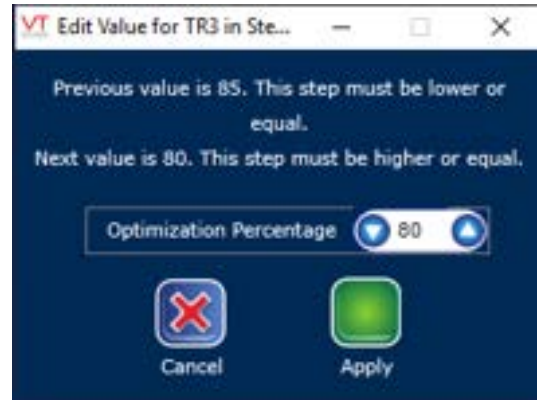 VT Edit Value for TR3 in Ste...
Previous value is 85. This step must be lower or
equal.
Next value is 80. This step must be higher or equal.
Optimization Percentage 80
Cancel Apply